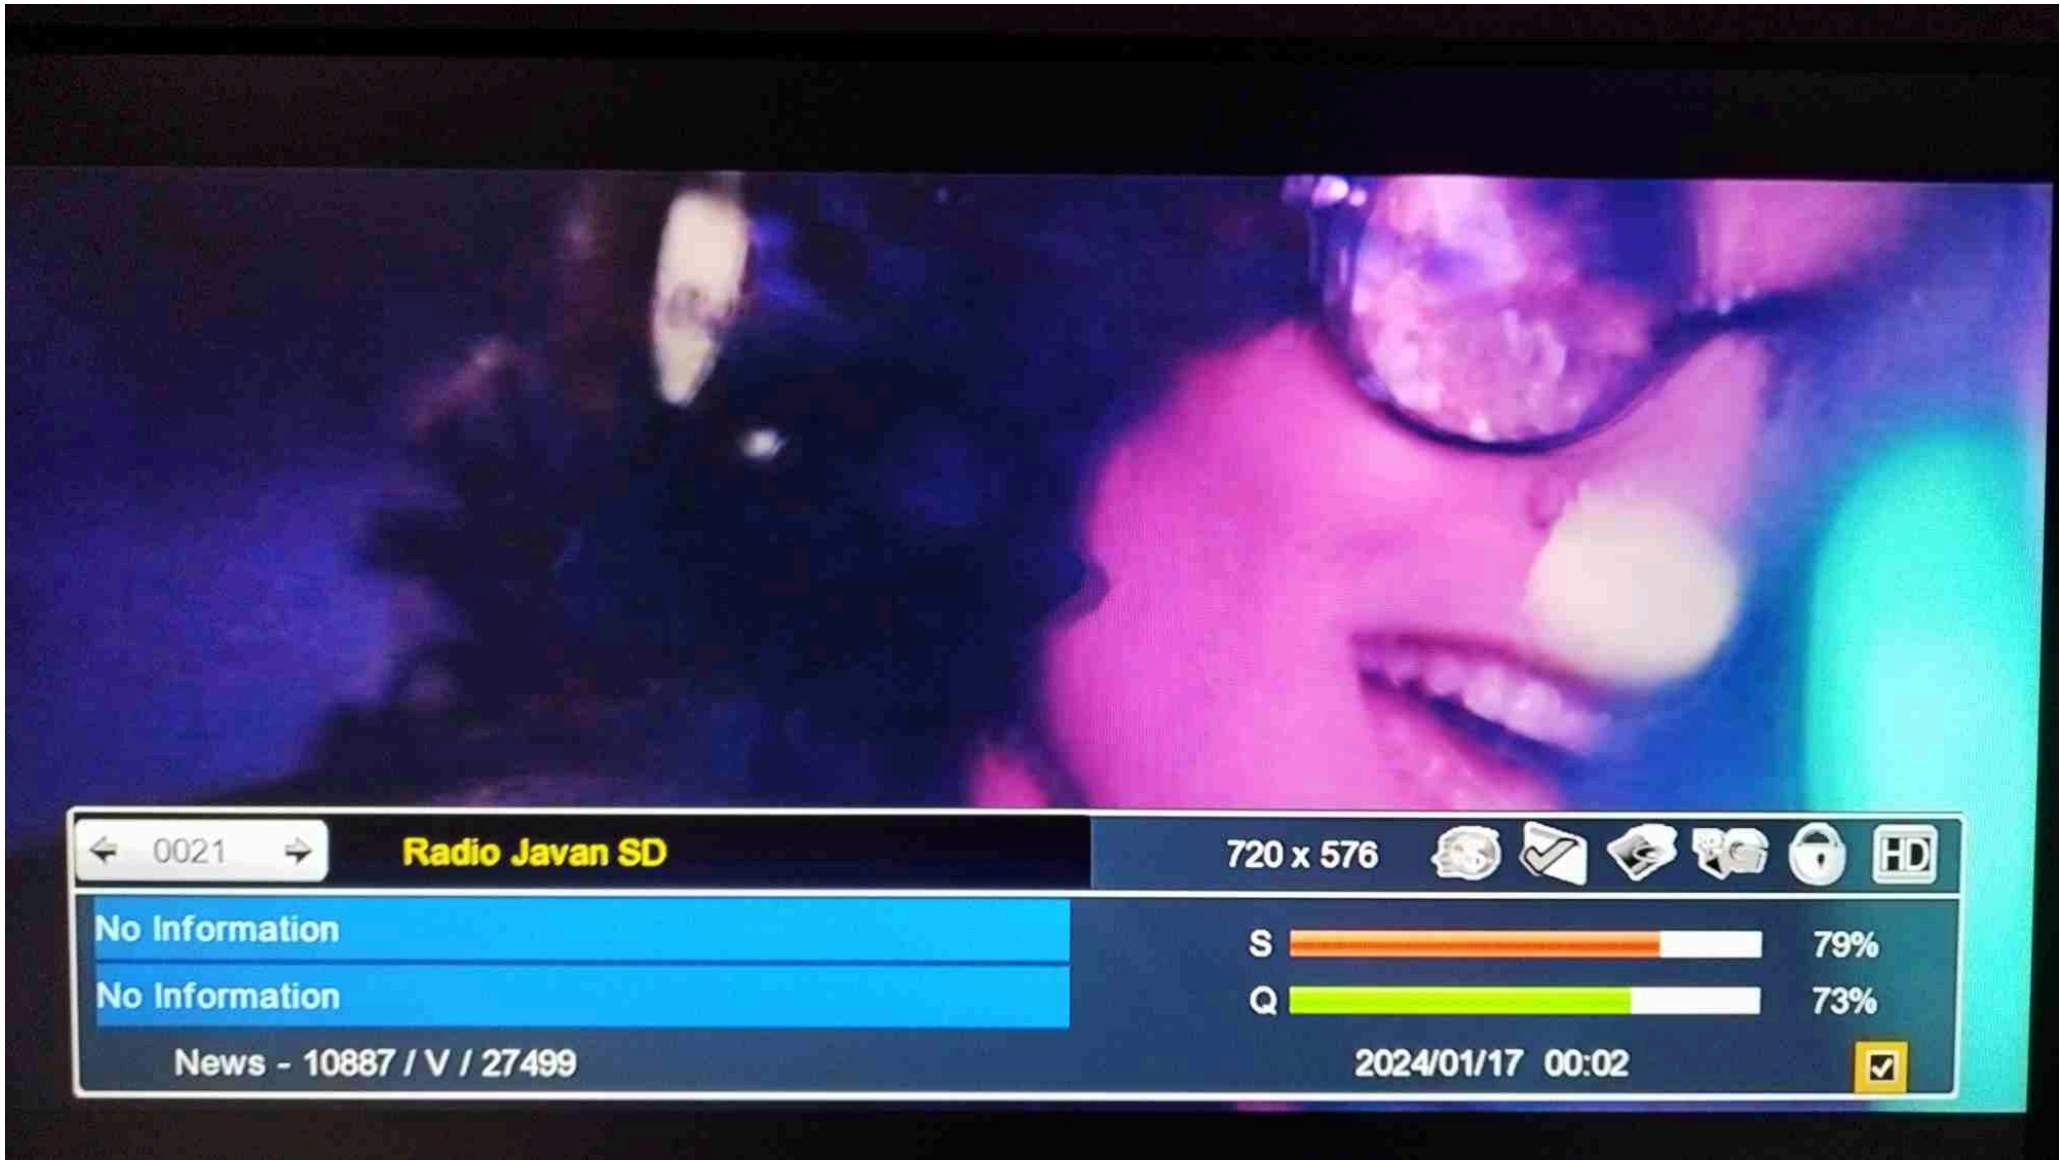 0021
Radio Javan SD
720 x 576
HD
No Information
S 79%
No Information
Q 73%
News - 10887 / V / 27499
2024/01/17 00:02